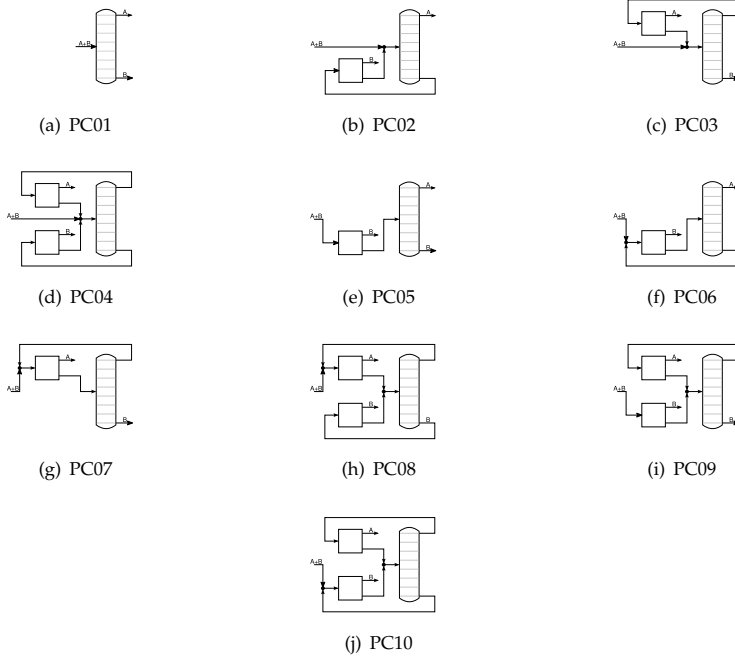 A
A+B
B
(a) PC01
A
A+B
B
(b) PC02
A
A+B
B
(c) PC03
A
A+B
B
(d) PC04
A
A+B
B
B
(e) PC05
A
A+B
B
(f) PC06
A
A+B
B
(g) PC07
A
A+B
B
B
(h) PC08
A
A+B
B
B
(i) PC09
A
A+B
B
(j) PC10